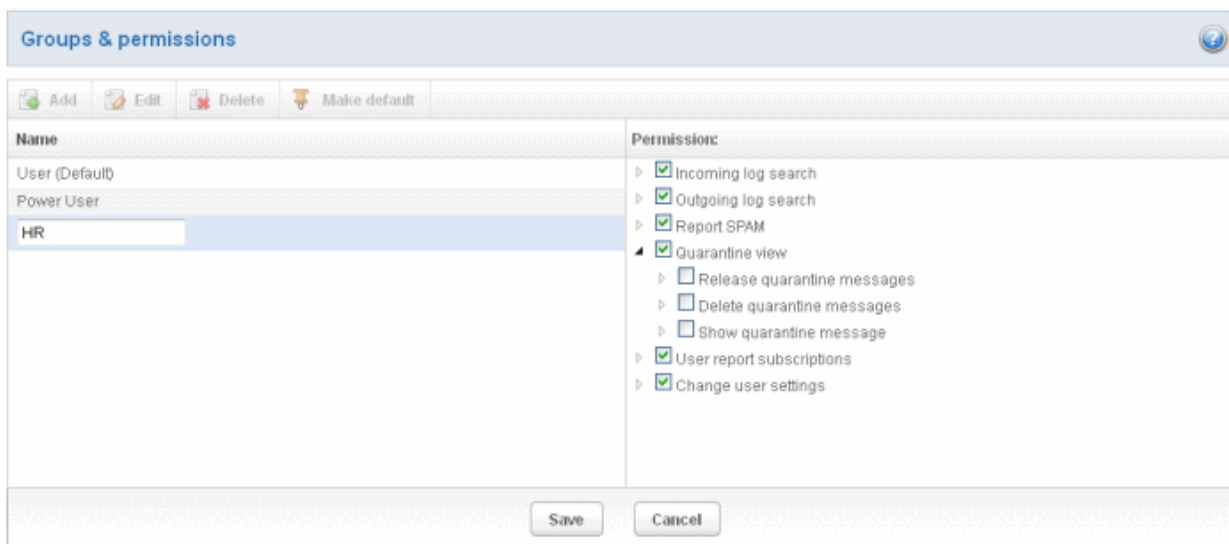 Groups & permissions
Add Edit Delete Make default
Name
User (Default)
Power User
HR
Permission:
Incoming log search
Outgoing log search
Report SPAM
Quarantine view
Release quarantine messages
Delete quarantine messages
Show quarantine message
User report subscriptions
Change user settings
Save Cancel